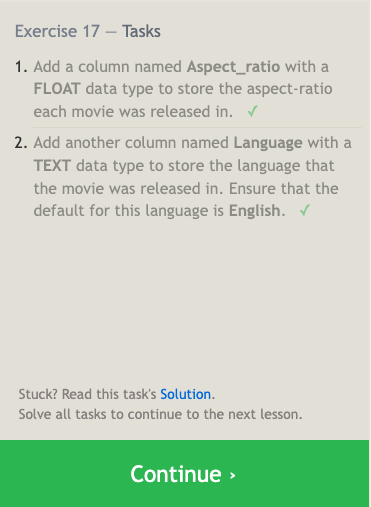 Exercise 17 — Tasks
1. Add a column named Aspect_ratio with a
FLOAT data type to store the aspect-ratio
each movie was released in. ✓
2. Add another column named Language with a
TEXT data type to store the language that
the movie was released in. Ensure that the
default for this language is English. ✓
Stuck? Read this task's Solution.
Solve all tasks to continue to the next lesson.
Continue ›